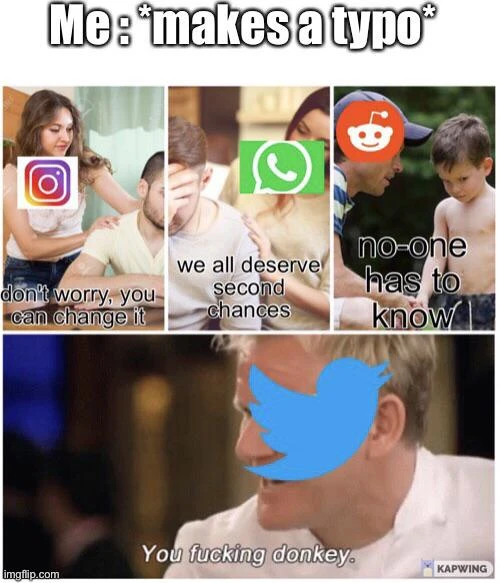 Me : *makes a typo*
don't worry, you
can change it
we all deserve
second
chances
no-one
has to
know
You fucking donkey.
KAPWING
imgflip.com